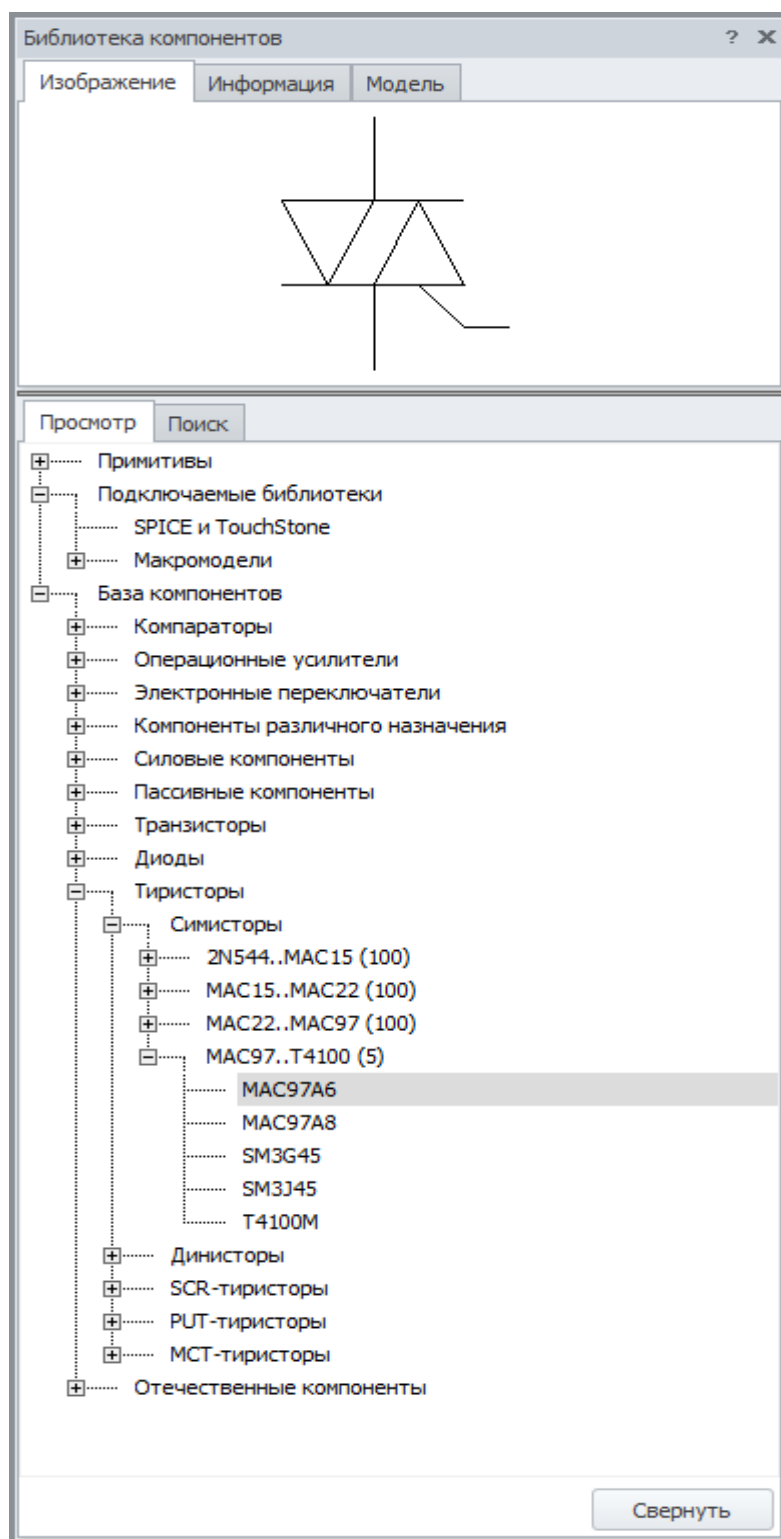 Библиотека компонентов ? X
Изображение Информация Модель
Просмотр Поиск
Примитивы
Подключаемые библиотеки
SPICE и TouchStone
Макромодели
База компонентов
Компараторы
Операционные усилители
Электронные переключатели
Компоненты различного назначения
Силовые компоненты
Пассивные компоненты
Транзисторы
Диоды
Тиристоры
Симисторы
2N544..MAC15 (100)
MAC15..MAC22 (100)
MAC22..MAC97 (100)
MAC97..T4100 (5)
MAC97A6
MAC97A8
SM3G45
SM3J45
T4100M
Динисторы
SCR-тиристоры
PUT-тиристоры
MCT-тиристоры
Отечественные компоненты
Свернуть